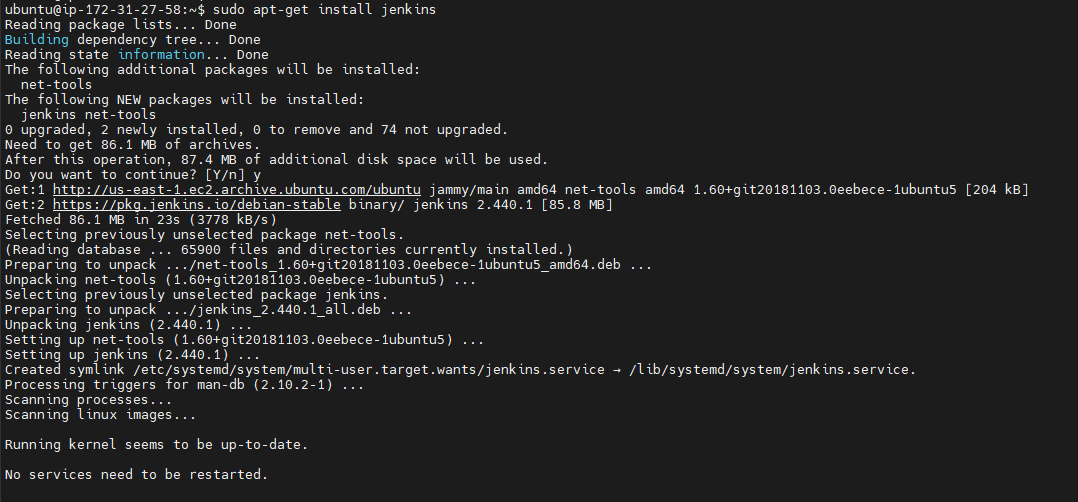 ubuntu@ip-172-31-27-58:~$ sudo apt-get install jenkins
Reading package lists... Done
Building dependency tree... Done
Reading state information... Done
The following additional packages will be installed:
  net-tools
The following NEW packages will be installed:
  jenkins net-tools
0 upgraded, 2 newly installed, 0 to remove and 74 not upgraded.
Need to get 86.1 MB of archives.
After this operation, 87.4 MB of additional disk space will be used.
Do you want to continue? [Y/n] y
Get:1 http://us-east-1.ec2.archive.ubuntu.com/ubuntu jammy/main amd64 net-tools amd64 1.60+git20181103.0eebece-1ubuntu5 [204 kB]
Get:2 https://pkg.jenkins.io/debian-stable binary/ jenkins 2.440.1 [85.8 MB]
Fetched 86.1 MB in 23s (3778 kB/s)
Selecting previously unselected package net-tools.
(Reading database ... 65900 files and directories currently installed.)
Preparing to unpack .../net-tools_1.60+git20181103.0eebece-1ubuntu5_amd64.deb ...
Unpacking net-tools (1.60+git20181103.0eebece-1ubuntu5) ...
Selecting previously unselected package jenkins.
Preparing to unpack .../jenkins_2.440.1_all.deb ...
Unpacking jenkins (2.440.1) ...
Setting up net-tools (1.60+git20181103.0eebece-1ubuntu5) ...
Setting up jenkins (2.440.1) ...
Created symlink /etc/systemd/system/multi-user.target.wants/jenkins.service → /lib/systemd/system/jenkins.service.
Processing triggers for man-db (2.10.2-1) ...
Scanning processes...
Scanning linux images...

Running kernel seems to be up-to-date.

No services need to be restarted.